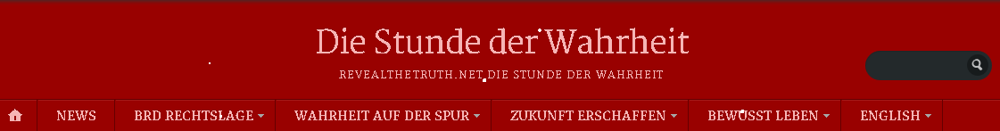 Die Stunde der Wahrheit
REVEALTHETRUTH.NET DIE STUNDE DER WAHRHEIT
NEWS BRD RECHTSLAGE WAHRHEIT AUF DER SPUR ZUKUNFT ERSCHAFFEN BEWUSST LEBEN ENGLISH